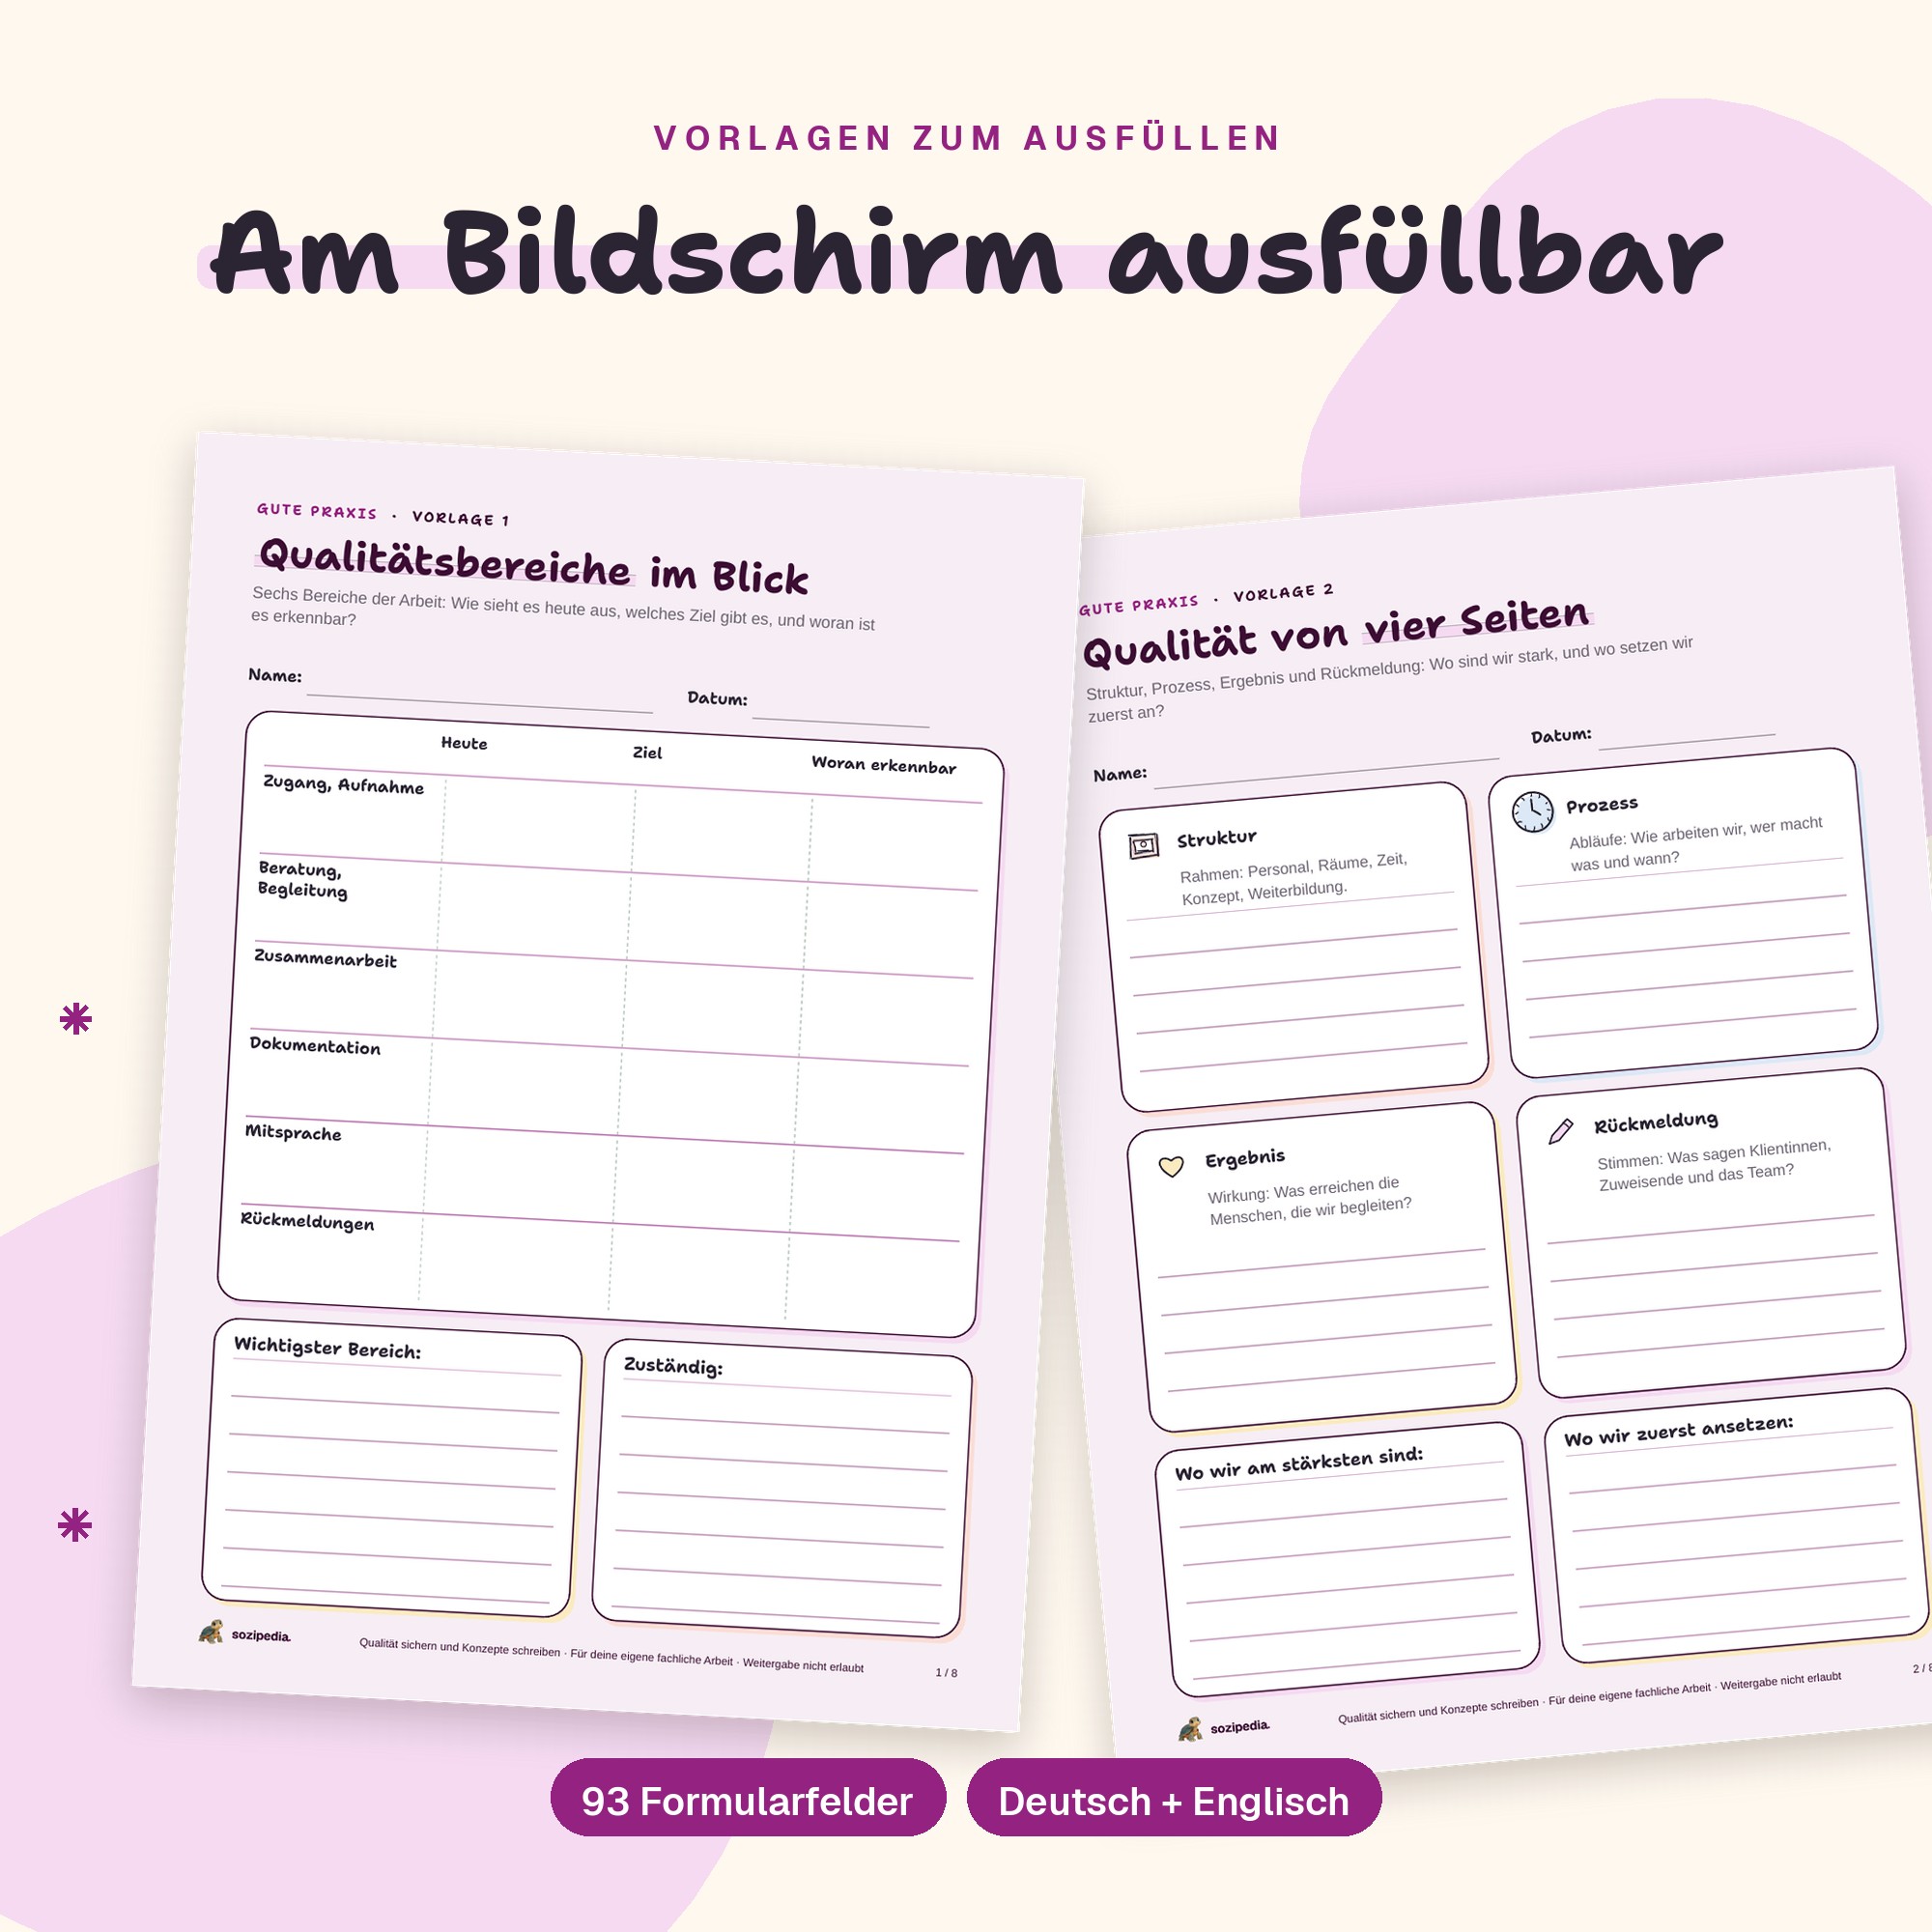 VORLAGEN ZUM AUSFÜLLEN
Am Bildschirm ausfüllbar
GUTE PRAXIS · VORLAGE 1
Qualitätsbereiche im Blick
Sechs Bereiche der Arbeit: Wie sieht es heute aus, welches Ziel gibt es, und woran ist
es erkennbar?
Name:
Datum:
Heute
Ziel
Woran erkennbar
Zugang, Aufnahme
Beratung,
Begleitung
Zusammenarbeit
Dokumentation
Mitsprache
Rückmeldungen
Wichtigster Bereich:
Zuständig:
sozipedia.
Qualität sichern und Konzepte schreiben · Für deine eigene fachliche Arbeit · Weitergabe nicht erlaubt
1 / 8
GUTE PRAXIS · VORLAGE 2
Qualität von vier Seiten
Struktur, Prozess, Ergebnis und Rückmeldung: Wo sind wir stark, und wo setzen wir
zuerst an?
Name:
Datum:
Struktur
Rahmen: Personal, Räume, Zeit,
Konzept, Weiterbildung.
Prozess
Abläufe: Wie arbeiten wir, wer macht
was und wann?
Ergebnis
Wirkung: Was erreichen die
Menschen, die wir begleiten?
Rückmeldung
Stimmen: Was sagen Klientinnen,
Zuweisende und das Team?
Wo wir am stärksten sind:
Wo wir zuerst ansetzen:
sozipedia.
Qualität sichern und Konzepte schreiben · Für deine eigene fachliche Arbeit · Weitergabe nicht erlaubt
2 / 8
93 Formularfelder
Deutsch + Englisch